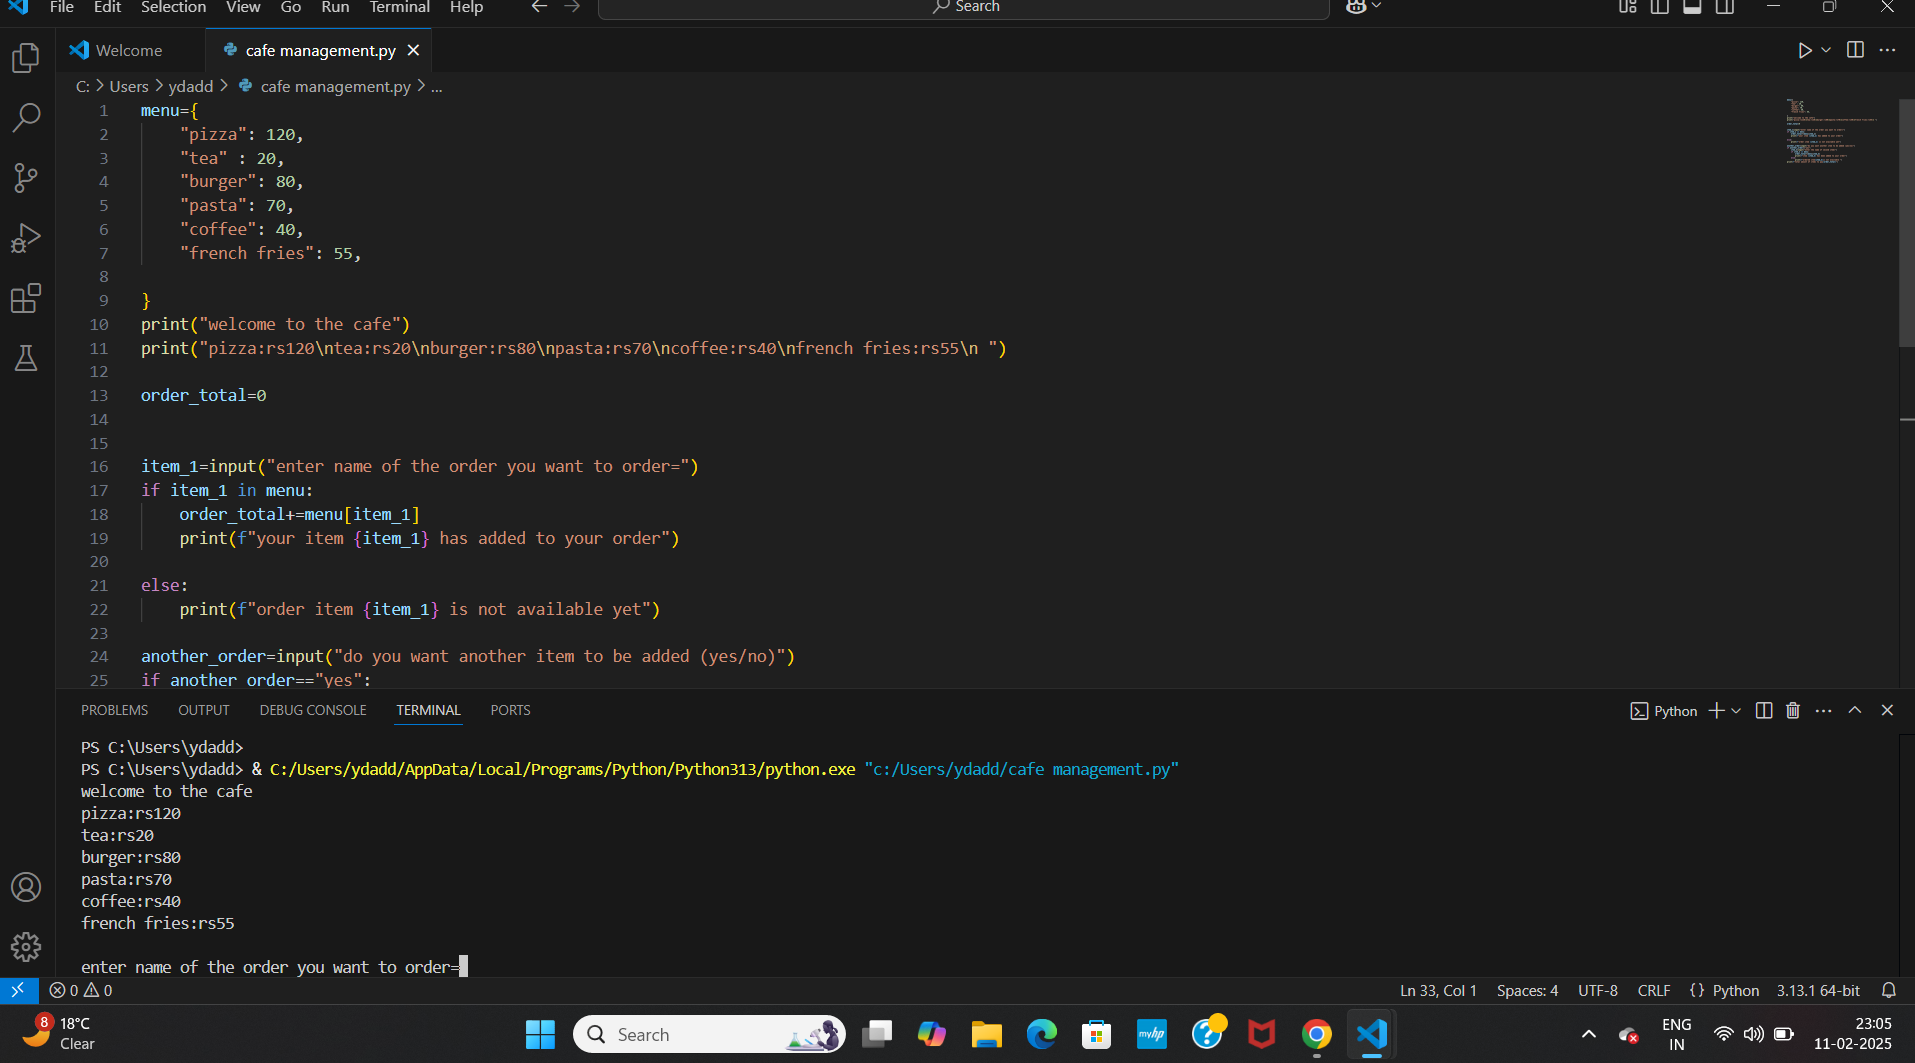 File Edit Selection View Go Run Terminal Help
Search
Welcome
cafe management.py
C: > Users > ydadd > cafe management.py > ...
1 menu={
2     "pizza": 120,
3     "tea" : 20,
4     "burger": 80,
5     "pasta": 70,
6     "coffee": 40,
7     "french fries": 55,
8
9 }
10 print("welcome to the cafe")
11 print("pizza:rs120\ntea:rs20\nburger:rs80\npasta:rs70\ncoffee:rs40\nfrench fries:rs55\n ")
12
13 order_total=0
14
15
16 item_1=input("enter name of the order you want to order=")
17 if item_1 in menu:
18     order_total+=menu[item_1]
19     print(f"your item {item_1} has added to your order")
20
21 else:
22     print(f"order item {item_1} is not available yet")
23
24 another_order=input("do you want another item to be added (yes/no)")
25 if another_order=="yes":
PROBLEMS OUTPUT DEBUG CONSOLE TERMINAL PORTS
Python
PS C:\Users\ydadd>
PS C:\Users\ydadd> & C:/Users/ydadd/AppData/Local/Programs/Python/Python313/python.exe "c:/Users/ydadd/cafe management.py"
welcome to the cafe
pizza:rs120
tea:rs20
burger:rs80
pasta:rs70
coffee:rs40
french fries:rs55
enter name of the order you want to order=
0 0
Ln 33, Col 1 Spaces: 4 UTF-8 CRLF {} Python 3.13.1 64-bit
8
18°C
Clear
Search
myhp
ENG
IN
23:05
11-02-2025